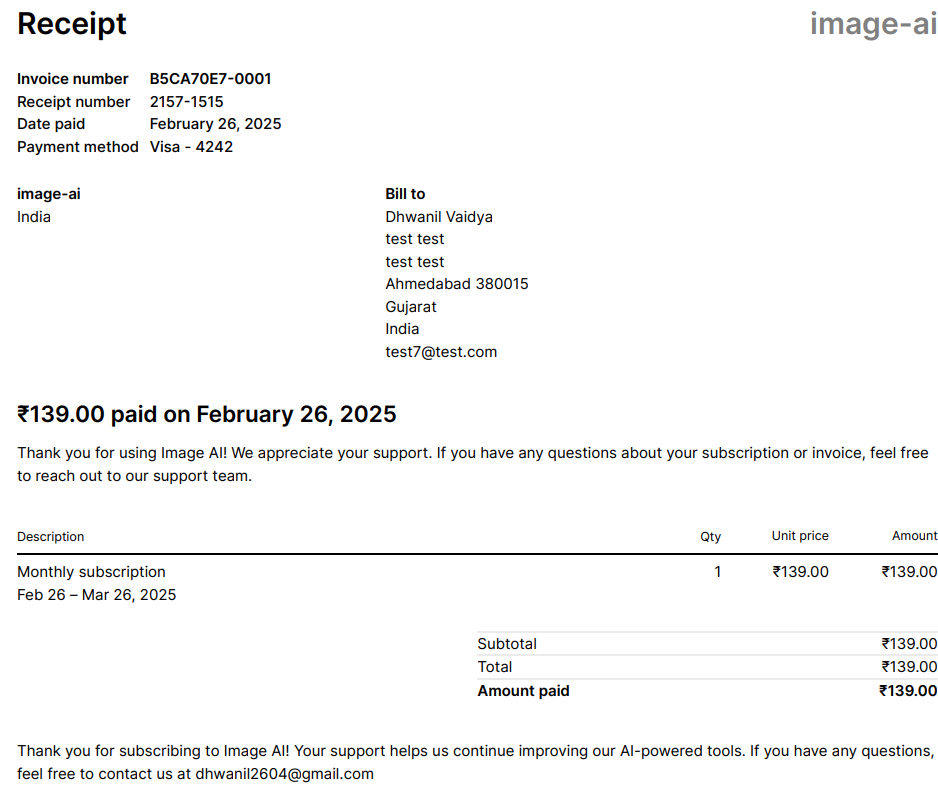 Receipt
image-ai
Invoice number B5CA70E7-0001
Receipt number 2157-1515
Date paid February 26, 2025
Payment method Visa - 4242
image-ai
India
Bill to
Dhwanil Vaidya
test test
test test
Ahmedabad 380015
Gujarat
India
test7@test.com
₹139.00 paid on February 26, 2025
Thank you for using Image AI! We appreciate your support. If you have any questions about your subscription or invoice, feel free
to reach out to our support team.
Description Qty Unit price Amount
Monthly subscription 1 ₹139.00 ₹139.00
Feb 26 – Mar 26, 2025
Subtotal ₹139.00
Total ₹139.00
Amount paid ₹139.00
Thank you for subscribing to Image AI! Your support helps us continue improving our AI-powered tools. If you have any questions,
feel free to contact us at dhwanil2604@gmail.com